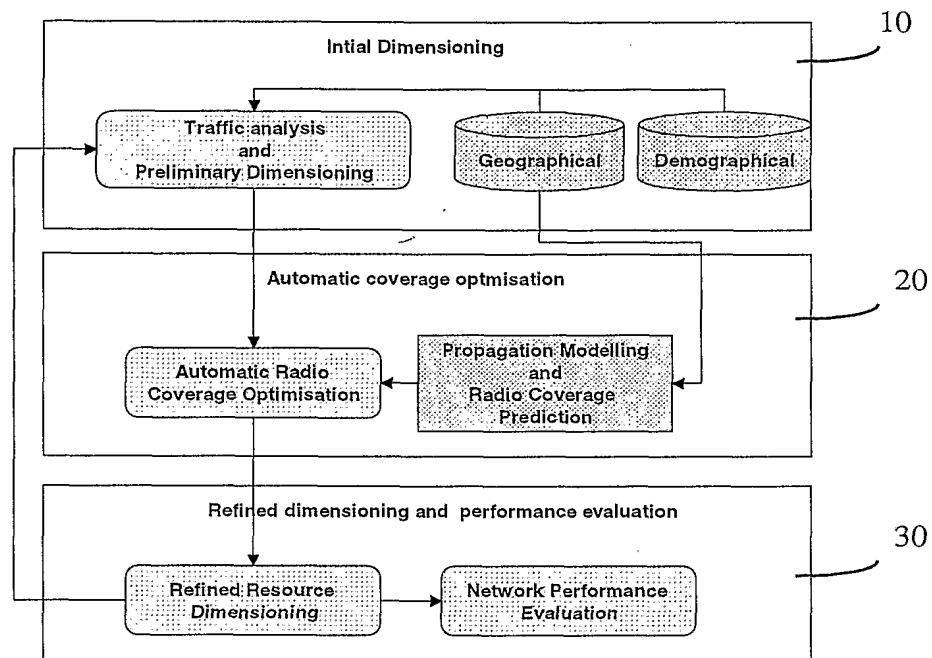 10
Intial Dimensioning
Traffic analysis
and
Preliminary Dimensioning
Geographical
Demographical
20
Automatic coverage optmisation
Propagation Modelling
and
Radio Coverage
Prediction
Automatic Radio
Coverage Optimisation
Refined dimensioning and performance evaluation
30
Refined Resource
Dimensioning
Network Performance
Evaluation